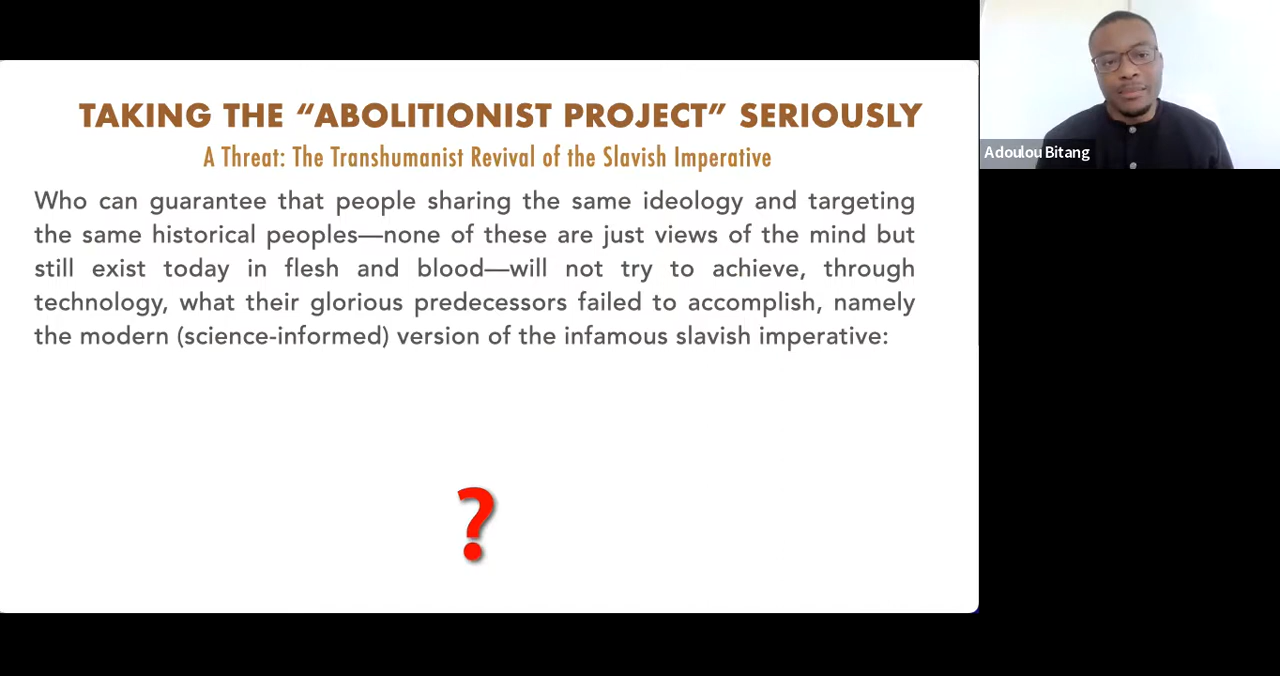 TAKING THE “ABOLITIONIST PROJECT” SERIOUSLY
A Threat: The Transhumanist Revival of the Slavish Imperative
Who can guarantee that people sharing the same ideology and targeting
the same historical peoples—none of these are just views of the mind but
still exist today in flesh and blood—will not try to achieve, through
technology, what their glorious predecessors failed to accomplish, namely
the modern (science-informed) version of the infamous slavish imperative:
?
Adoulou Bitang